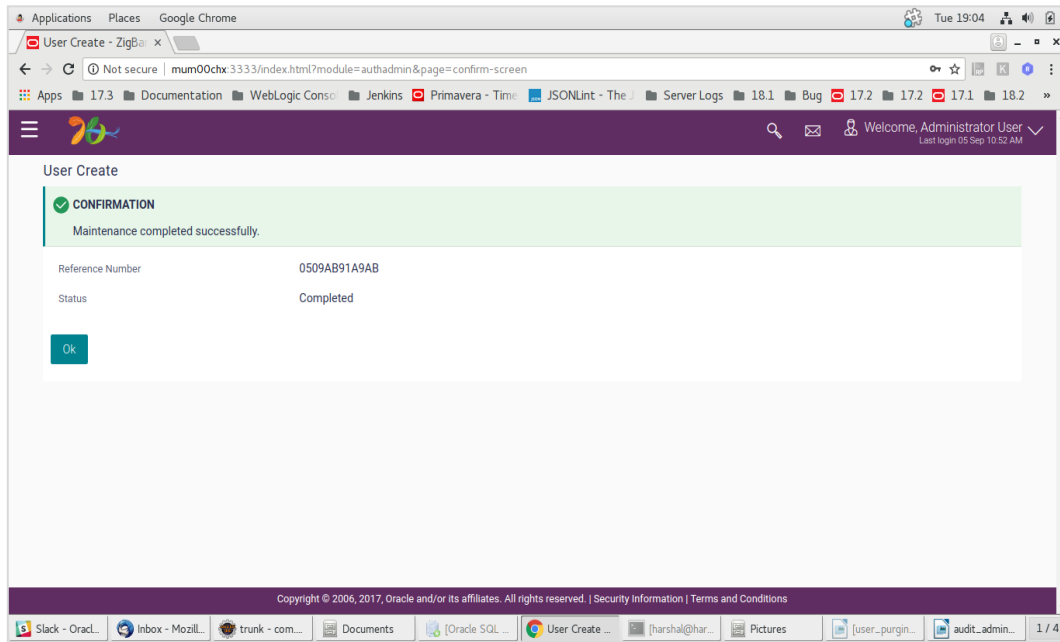 Applications Places Google Chrome Tue 19:04
User Create - ZigBa
Not secure | mum00chx:3333/index.html?module=authadmin&page=confirm-screen
Apps 17.3 Documentation WebLogic Conso Jenkins Primavera - Time JSONLint - The J Server Logs 18.1 Bug 17.2 17.2 17.1 18.2 »
Welcome, Administrator User
Last login 05 Sep 10:52 AM
User Create
CONFIRMATION
Maintenance completed successfully.
Reference Number 0509AB91A9AB
Status Completed
Ok
Copyright © 2006, 2017, Oracle and/or its affiliates. All rights reserved. | Security Information | Terms and Conditions
Slack - Oracl... Inbox - Mozill... trunk - com.... Documents [Oracle SQL ... User Create ... [harshal@har... Pictures [user_purgin... audit_admin... 1 / 4